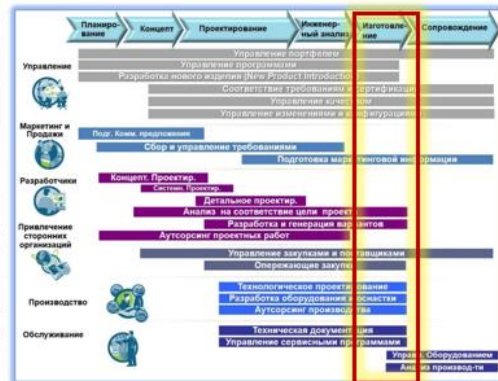 Планиро-
вание
Концепт
Проектирование
Инженер-
ный анализ
Изготов-
ление
Сопровождение
Управление
Управление портфелем
Управление программами
Разработка нового изделия (New Product Introduction)
Соответствие требованиям и сертификация
Управление качеством
Управление изменениями и конфигурациями
Маркетинг и
Продажи
Подг. Комм. предложения
Сбор и управление требованиями
Подготовка маркетинговой информации
Разработчики
Концепт. Проектир.
Системн. Проектир.
Детальное проектир.
Анализ на соответствие цели проекта
Разработка и генерация вариантов
Привлечение
сторонних
организаций
Аутсорсинг проектных работ
Управление закупками и поставщиками
Опережающие закупки
Производство
Технологическое проектирование
Разработка оборудования и оснастки
Аутсорсинг производства
Обслуживание
Техническая документация
Управление сервисными программами
Управл. Оборудованием
Анализ производ-ти